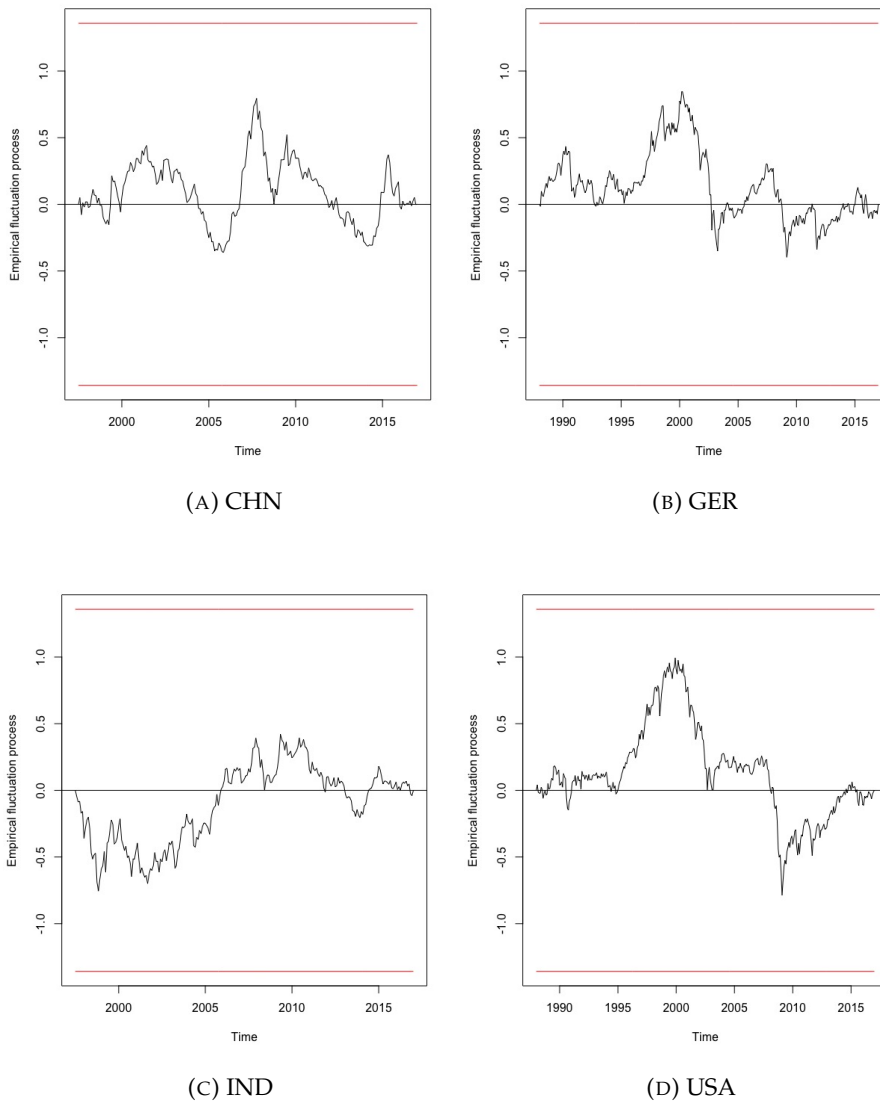 Empirical fluctuation process
1.0
0.5
0.0
-0.5
-1.0
2000 2005 2010 2015
Time
(A) CHN
Empirical fluctuation process
1.0
0.5
0.0
-0.5
-1.0
1990 1995 2000 2005 2010 2015
Time
(B) GER
Empirical fluctuation process
1.0
0.5
0.0
-0.5
-1.0
2000 2005 2010 2015
Time
(C) IND
Empirical fluctuation process
1.0
0.5
0.0
-0.5
-1.0
1990 1995 2000 2005 2010 2015
Time
(D) USA